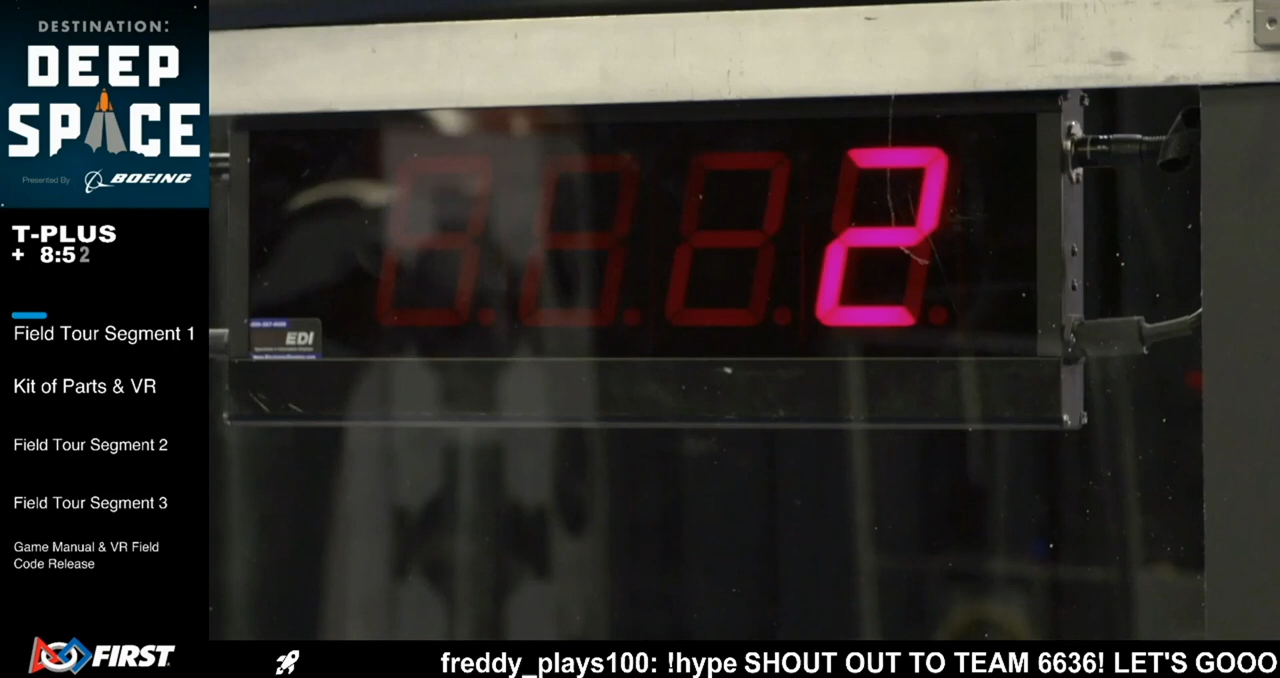 DESTINATION:
DEEP
SPACE
Presented By BOEING
T-PLUS
+ 8:52
Field Tour Segment 1
Kit of Parts & VR
Field Tour Segment 2
Field Tour Segment 3
Game Manual & VR Field
Code Release
FIRST
2
EDI
freddy_plays100: !hype SHOUT OUT TO TEAM 6636! LET'S GOOO